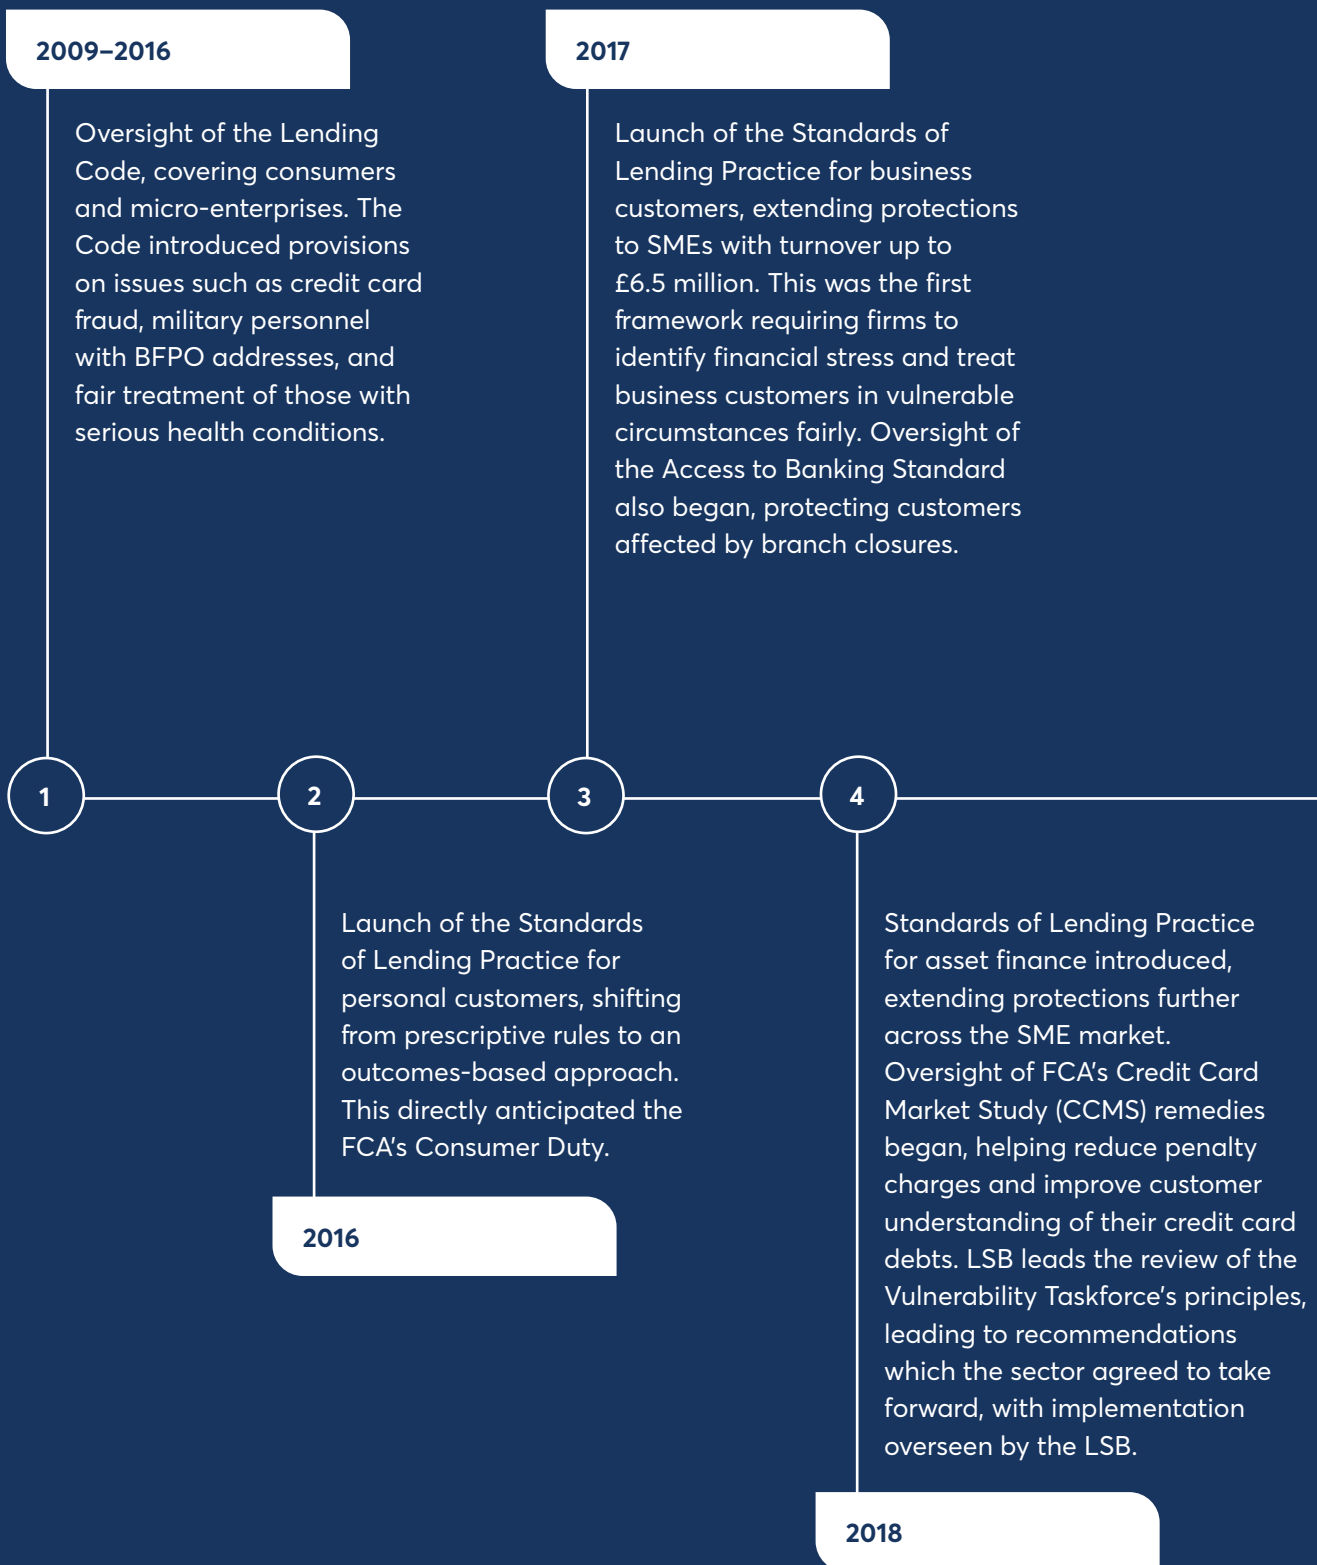 2009–2016
Oversight of the Lending
Code, covering consumers
and micro-enterprises. The
Code introduced provisions
on issues such as credit card
fraud, military personnel
with BFPO addresses, and
fair treatment of those with
serious health conditions.
2017
Launch of the Standards of
Lending Practice for business
customers, extending protections
to SMEs with turnover up to
£6.5 million. This was the first
framework requiring firms to
identify financial stress and treat
business customers in vulnerable
circumstances fairly. Oversight of
the Access to Banking Standard
also began, protecting customers
affected by branch closures.
1
2
3
4
Launch of the Standards
of Lending Practice for
personal customers, shifting
from prescriptive rules to an
outcomes-based approach.
This directly anticipated the
FCA’s Consumer Duty.
2016
Standards of Lending Practice
for asset finance introduced,
extending protections further
across the SME market.
Oversight of FCA’s Credit Card
Market Study (CCMS) remedies
began, helping reduce penalty
charges and improve customer
understanding of their credit card
debts. LSB leads the review of the
Vulnerability Taskforce’s principles,
leading to recommendations
which the sector agreed to take
forward, with implementation
overseen by the LSB.
2018